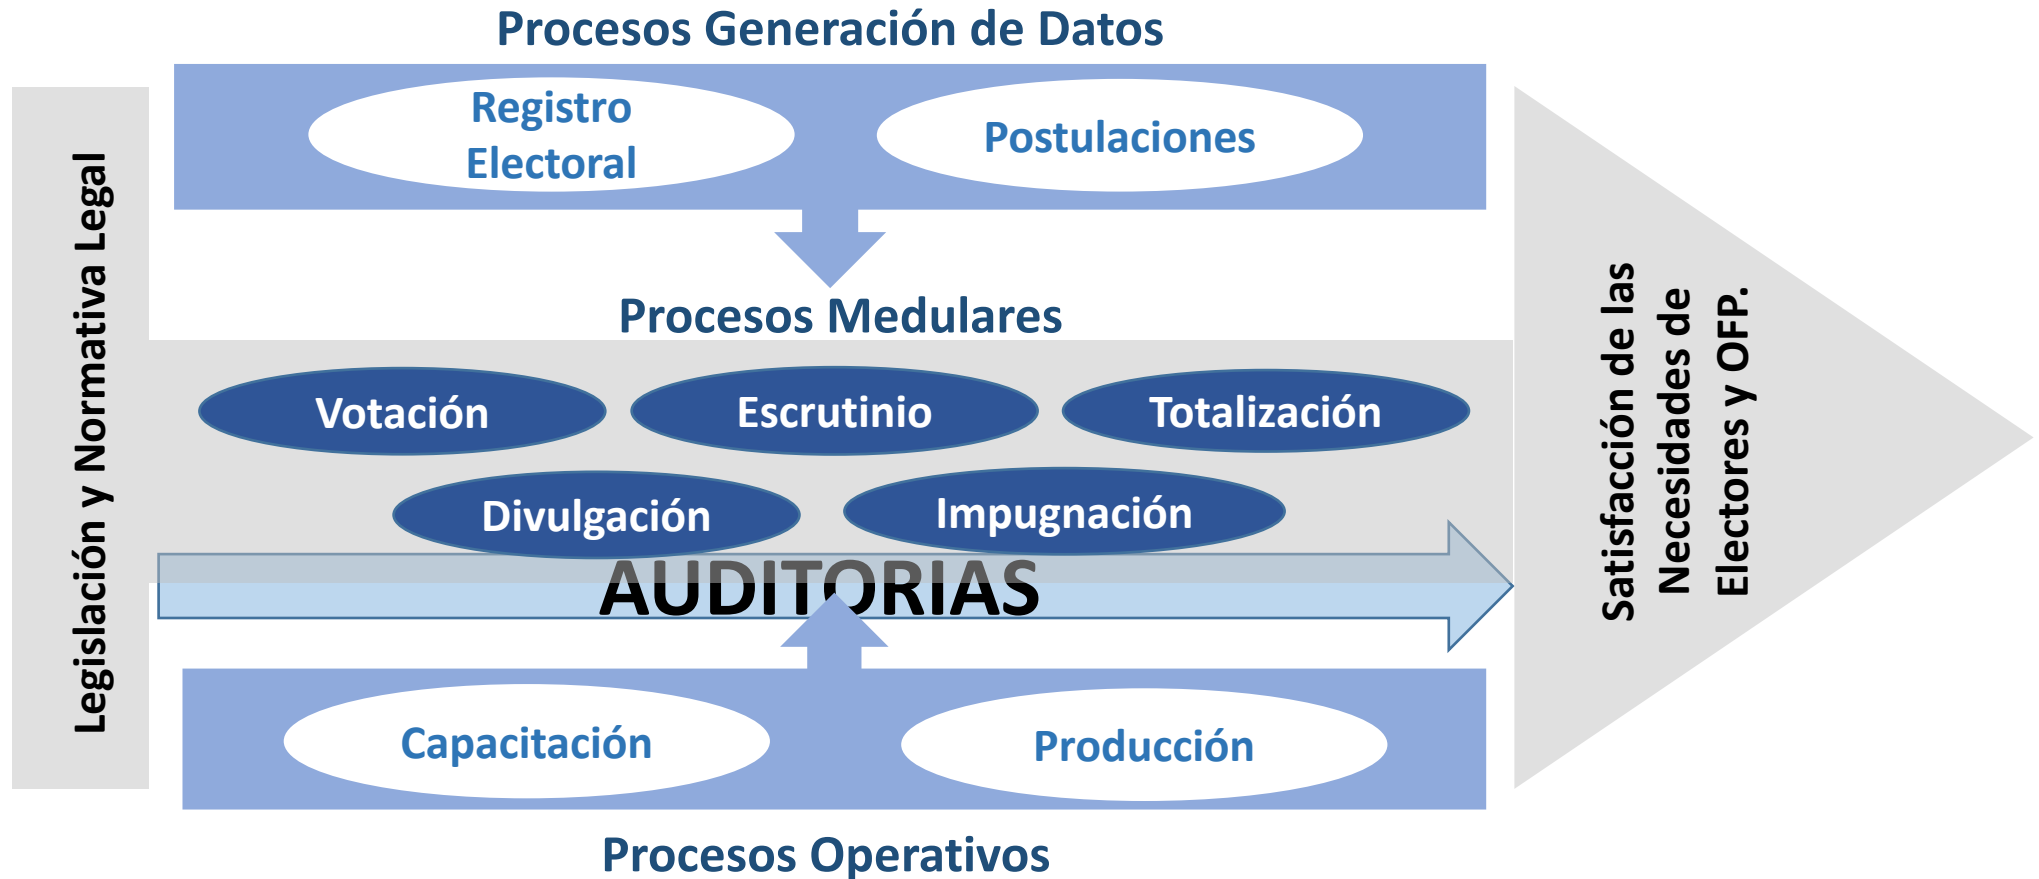 Procesos Generación de Datos
Registro
Electoral
Postulaciones
Legislación y Normativa Legal
Procesos Medulares
Votación
Escrutinio
Totalización
Divulgación
Impugnación
AUDITORIAS
Capacitación
Producción
Procesos Operativos
Satisfacción de las
Necesidades de
Electores y OFP.